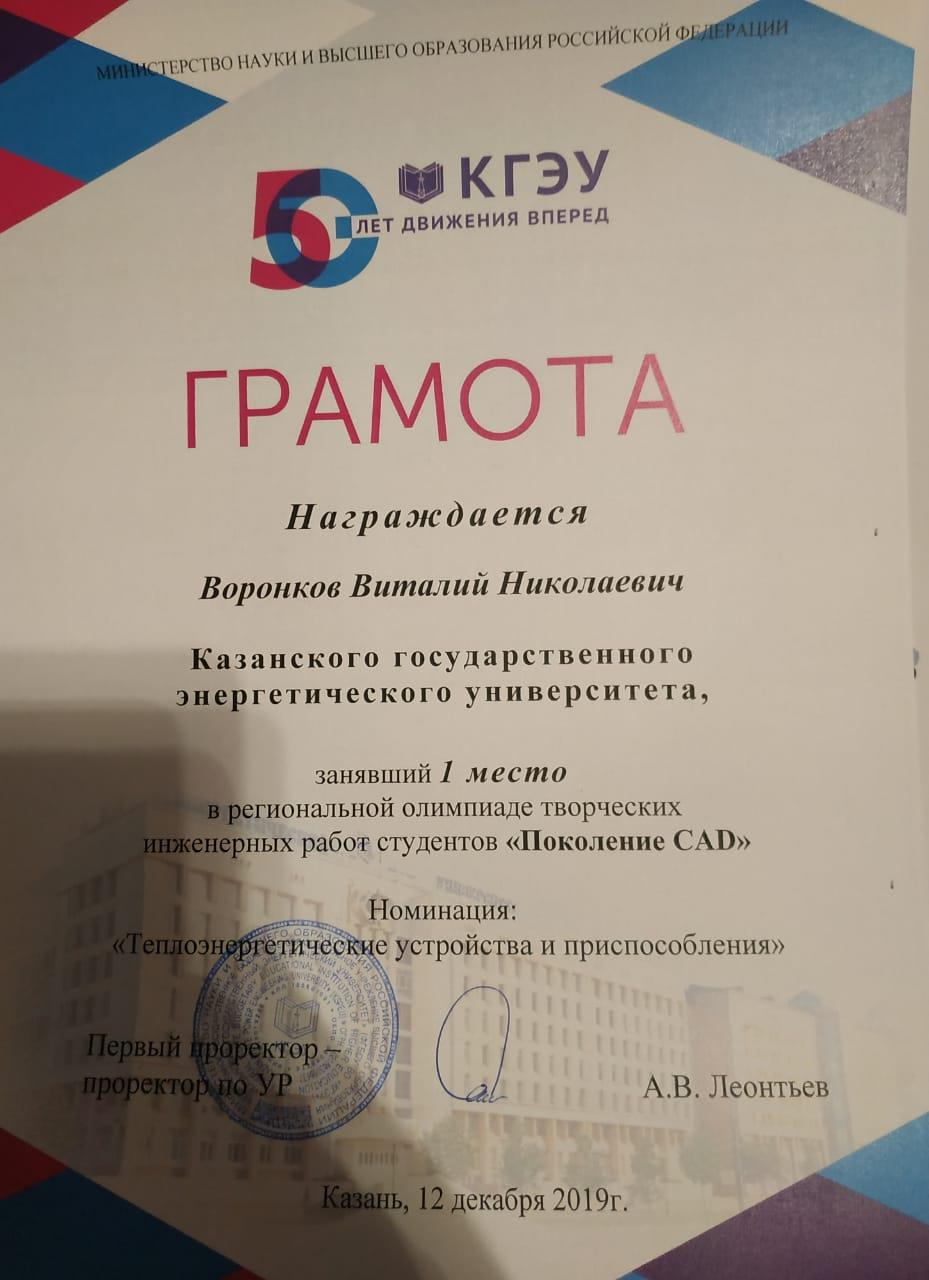 МИНИСТЕРСТВО НАУКИ И ВЫСШЕГО ОБРАЗОВАНИЯ РОССИЙСКОЙ ФЕДЕРАЦИИ
50 КГЭУ
ЛЕТ ДВИЖЕНИЯ ВПЕРЕД
ГРАМОТА
Награждается
Воронков Виталий Николаевич
Казанского государственного
энергетического университета,
занявший 1 место
в региональной олимпиаде творческих
инженерных работ студентов «Поколение CAD»
Номинация:
«Теплоэнергетические устройства и приспособления»
Первый проректор –
проректор по УР
А.В. Леонтьев
Казань, 12 декабря 2019г.